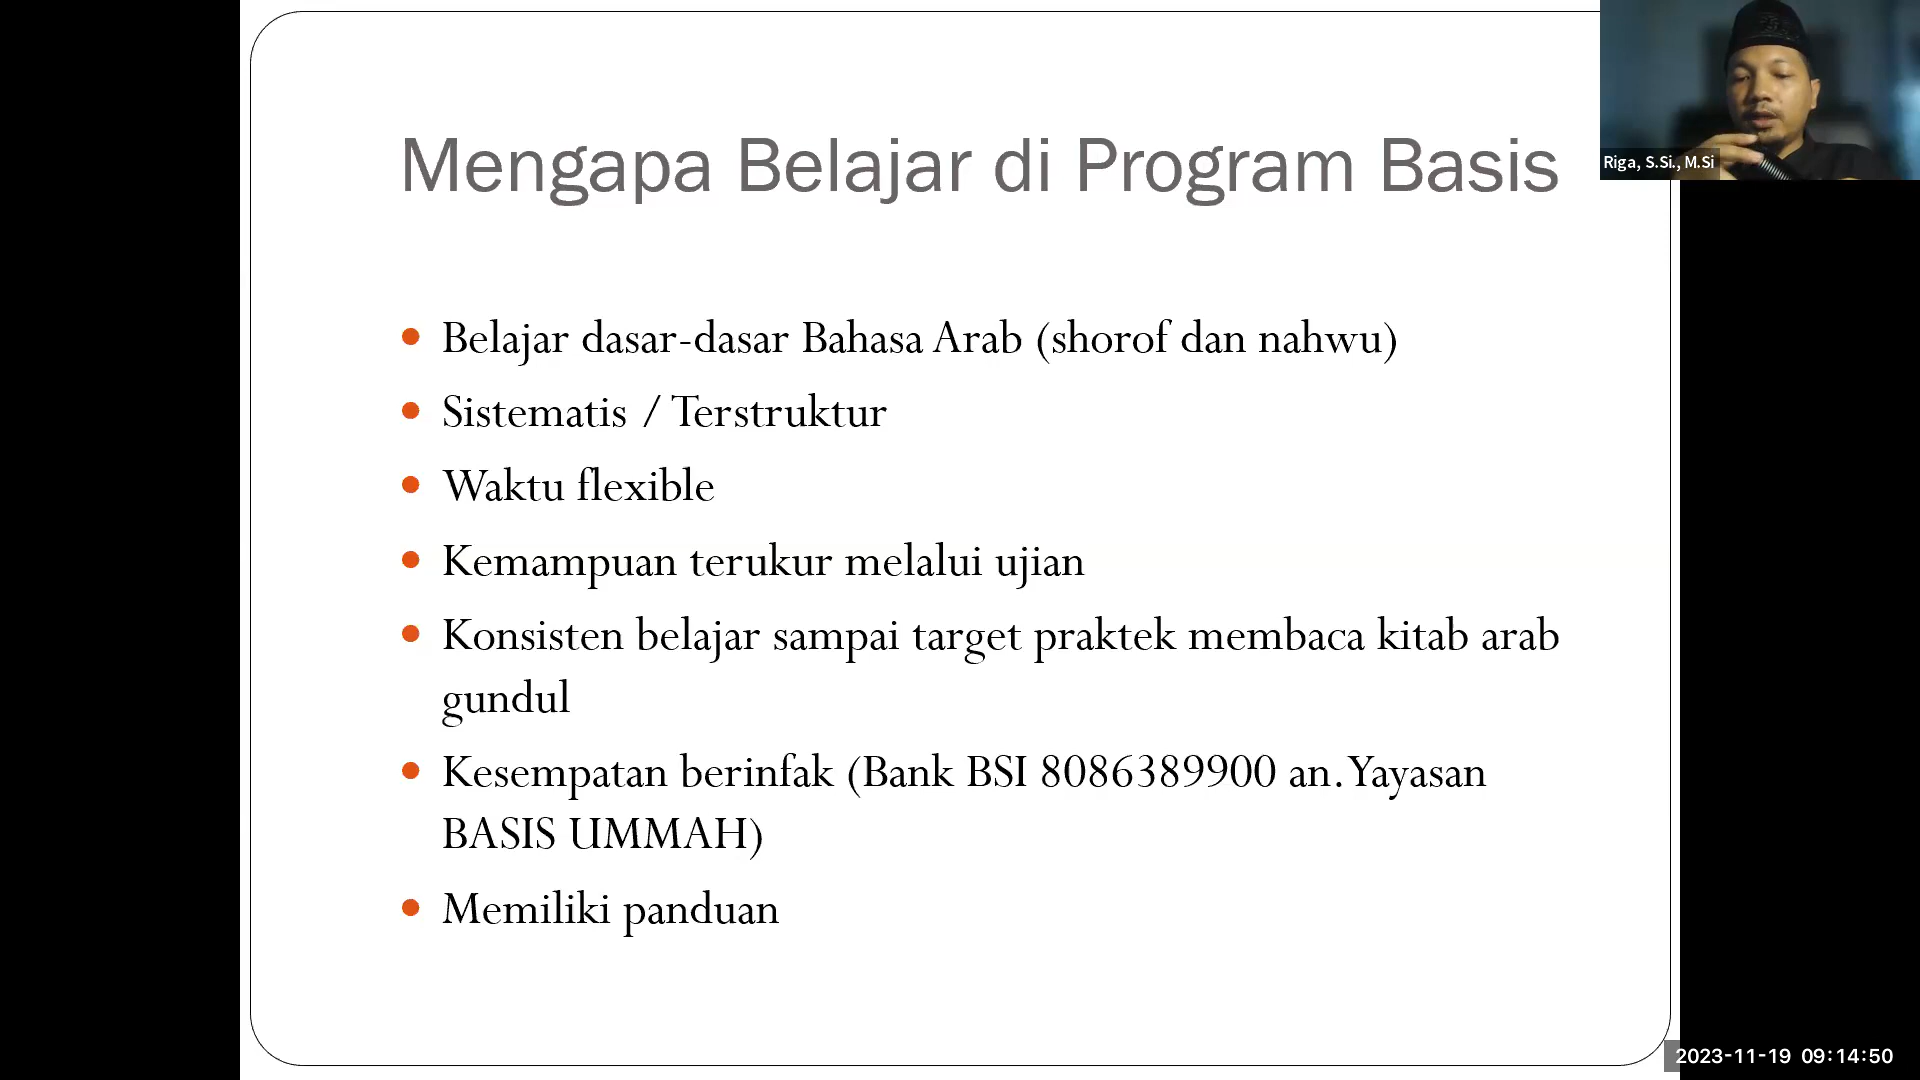 Mengapa Belajar di Program Basis
Riga, S.Si., M.Si
Belajar dasar-dasar Bahasa Arab (shorof dan nahwu)
Sistematis / Terstruktur
Waktu flexible
Kemampuan terukur melalui ujian
Konsisten belajar sampai target praktek membaca kitab arab
gundul
Kesempatan berinfak (Bank BSI 8086389900 an. Yayasan
BASIS UMMAH)
Memiliki panduan
2023-11-19 09:14:50